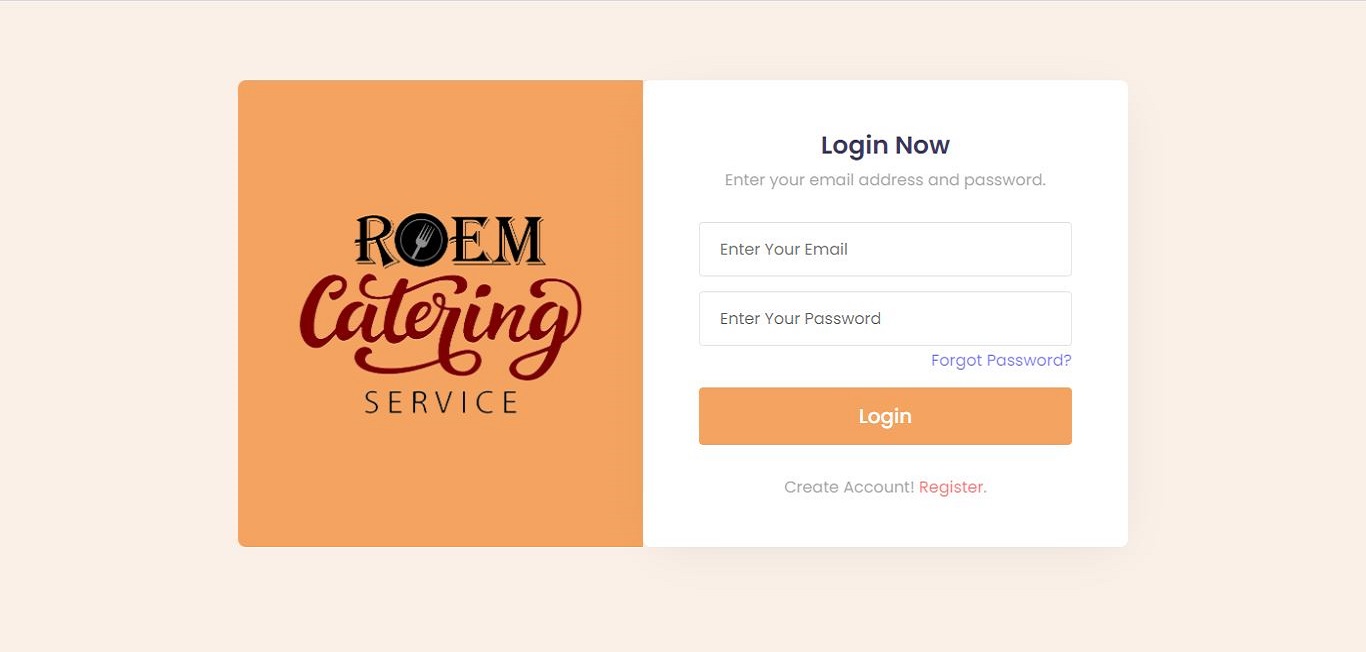 ROEM
Catering
SERVICE
Login Now
Enter your email address and password.
Enter Your Email
Enter Your Password
Forgot Password?
Login
Create Account! Register.